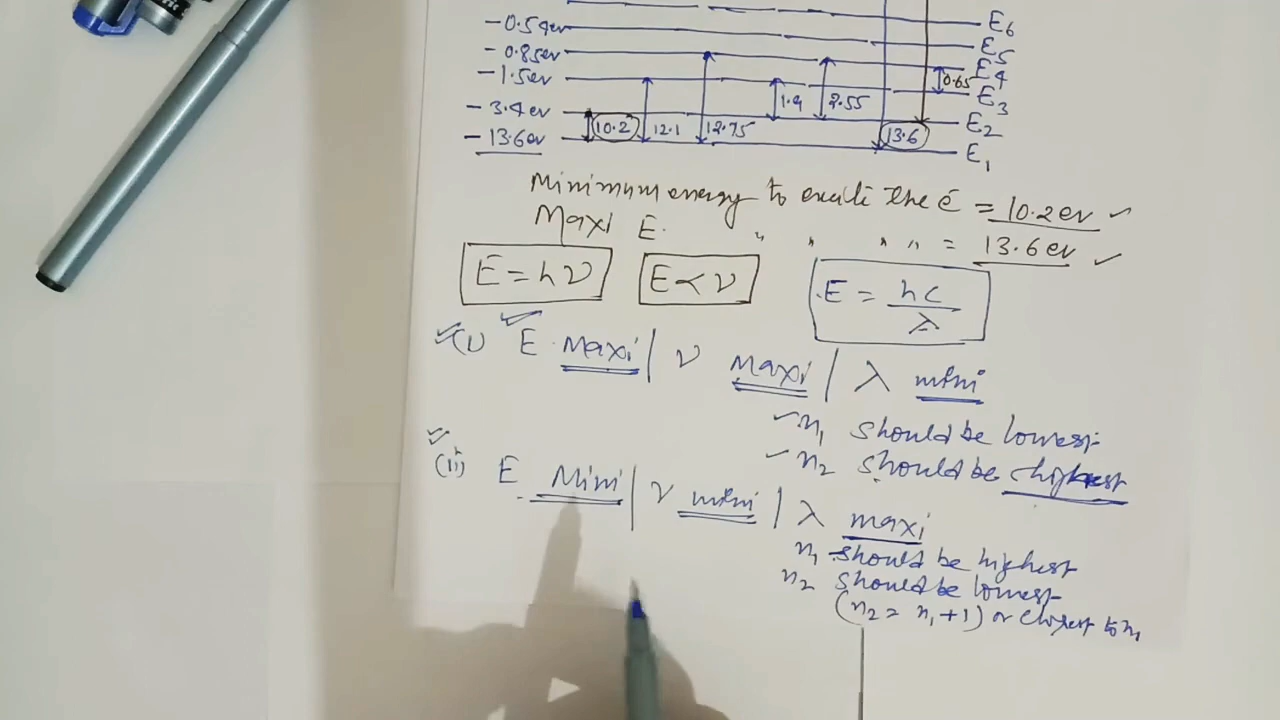 E6
-0.54ev E5
-0.85ev E4
-1.5ev 0.65 E3
-3.4ev 1.9 2.55 E2
-13.6ev 10.2 12.1 12.75 13.6 E1
Minimum energy to excite the e- = 10.2ev ✓
Maxi E. " " " " = 13.6ev ✓
E = hν E ∝ ν E = hc/λ
(i) E Maxi | ν Maxi | λ mini
n1 should be lowest
n2 should be highest
(ii) E Mini | ν mini | λ maxi
n1 should be highest
n2 should be lowest
(n2 = n1 + 1) or closest to n1